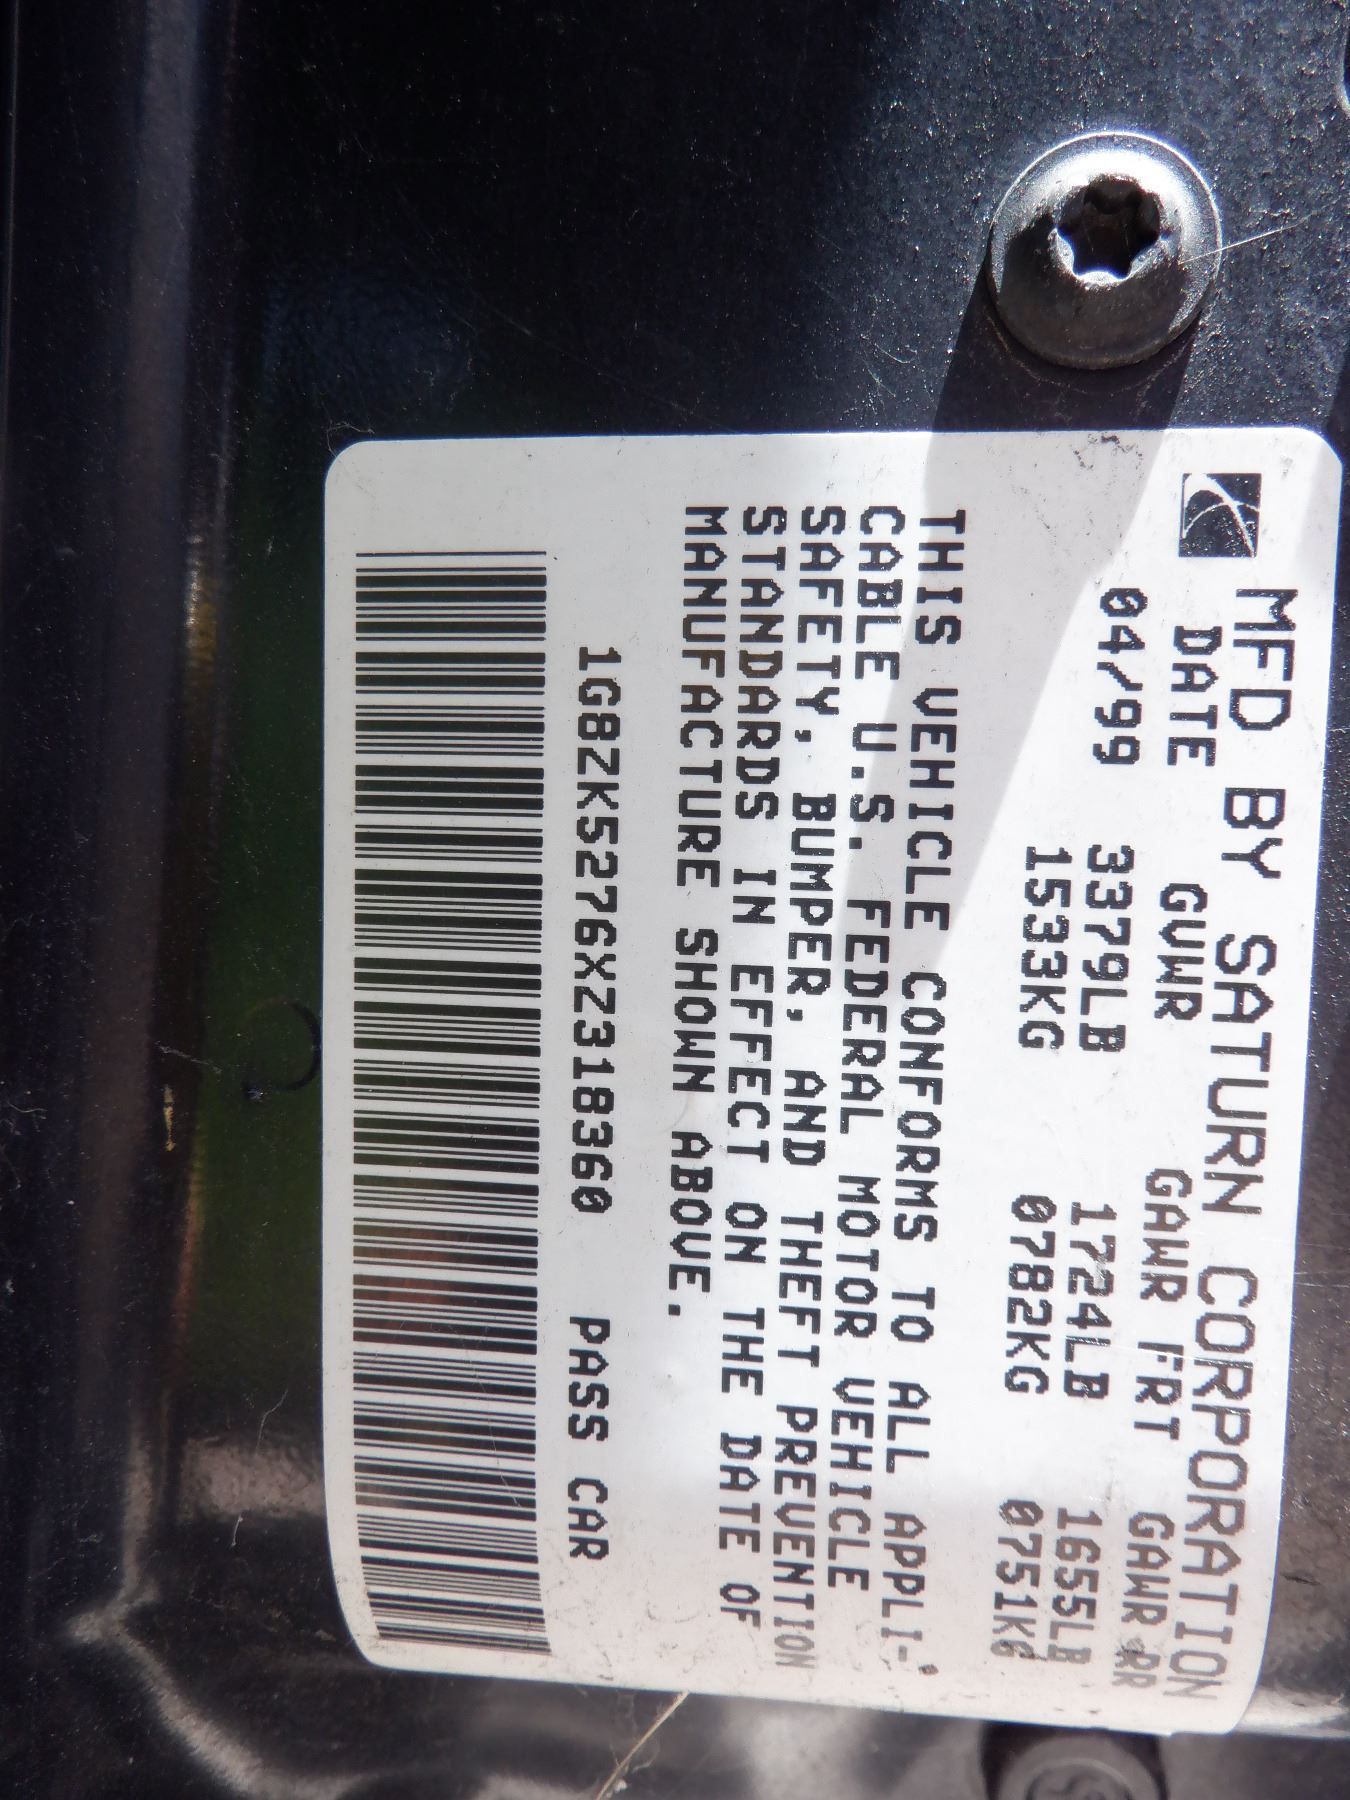 MFD BY SATURN CORPORATION
DATE GVWR GAWR FRT GAWR RR
04/99 3379LB 1724LB 1655LB
1533KG 0782KG 0751KG
THIS VEHICLE CONFORMS TO ALL APPLI-
CABLE U.S. FEDERAL MOTOR VEHICLE
SAFETY, BUMPER, AND THEFT PREVENTION
STANDARDS IN EFFECT ON THE DATE OF
MANUFACTURE SHOWN ABOVE.
1G8ZK5276XZ318360 PASS CAR